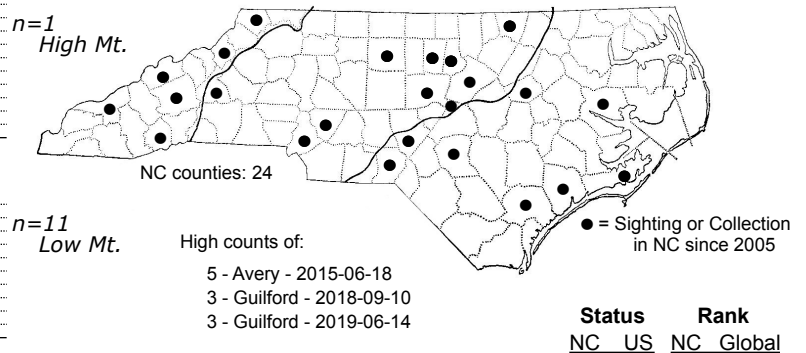 n=1
High Mt.
NC counties: 24
n=11
Low Mt.
High counts of:
5 - Avery - 2015-06-18
3 - Guilford - 2018-09-10
3 - Guilford - 2019-06-14
● = Sighting or Collection
in NC since 2005
Status Rank
NC US NC Global